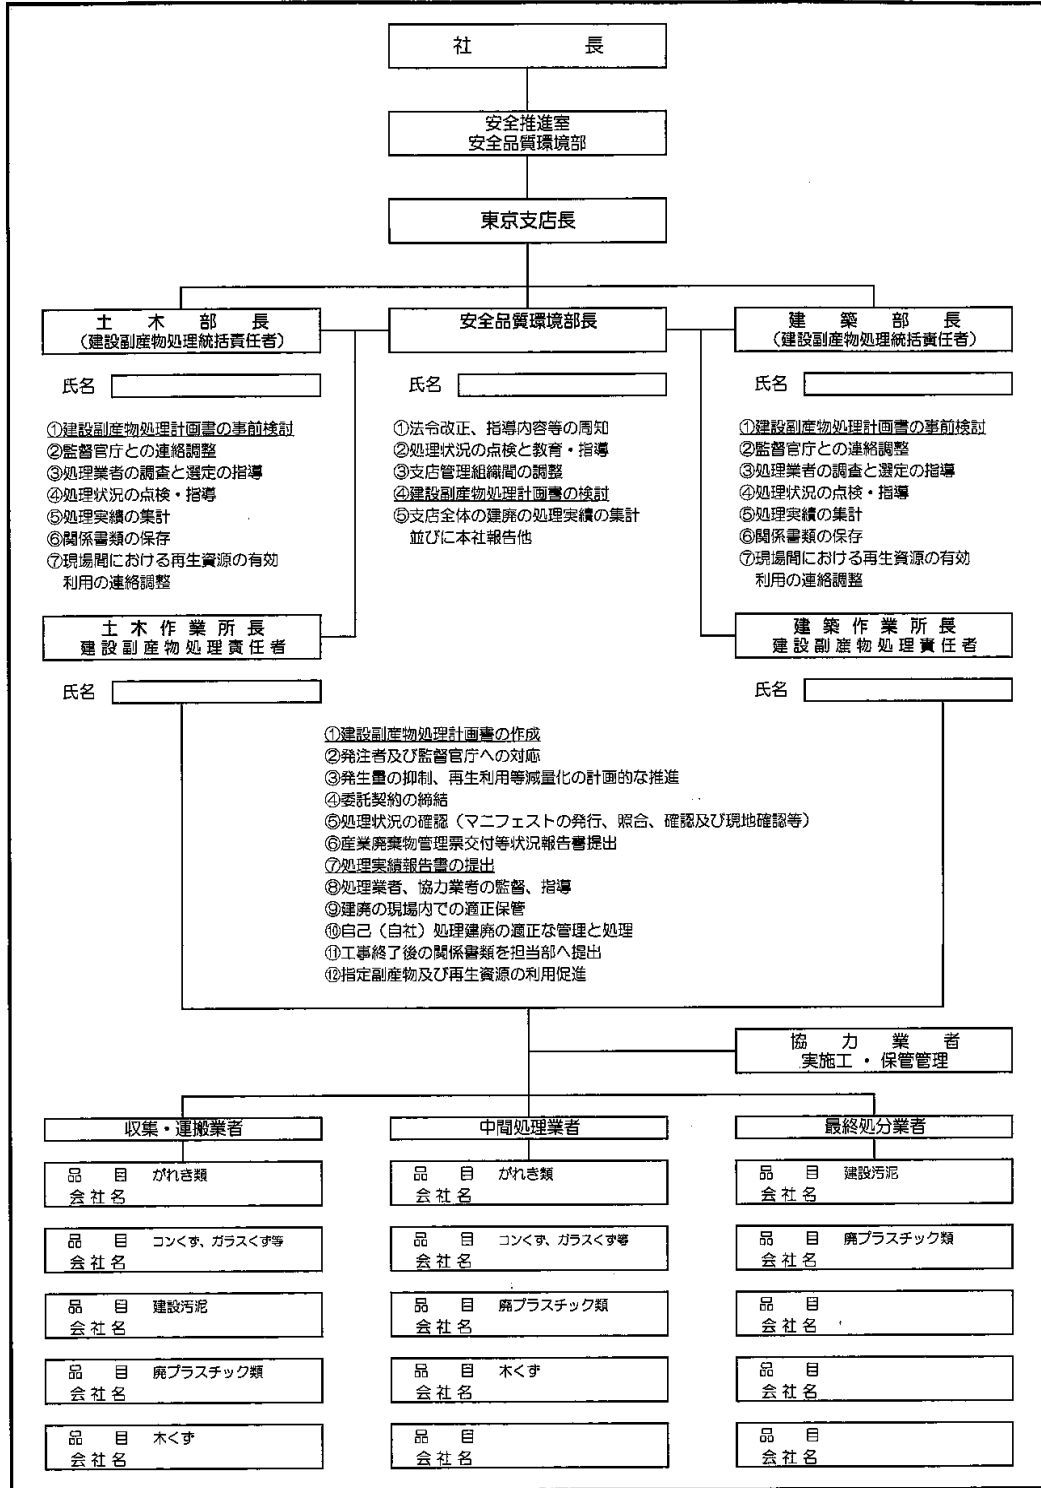 社　　　　長
安全推進室
安全品質環境部
東京支店長
土　木　部　長
（建設副産物処理統括責任者）
氏名
①建設副産物処理計画書の事前検討
②監督官庁との連絡調整
③処理業者の調査と選定の指導
④処理状況の点検・指導
⑤処理実績の集計
⑥関係書類の保存
⑦現場間における再生資源の有効
利用の連絡調整
安全品質環境部長
氏名
①法令改正、指導内容等の周知
②処理状況の点検と教育・指導
③支店管理組織間の調整
④建設副産物処理計画書の検討
⑤支店全体の建廃の処理実績の集計
並びに本社報告他
建　築　部　長
（建設副産物処理統括責任者）
氏名
①建設副産物処理計画書の事前検討
②監督官庁との連絡調整
③処理業者の調査と選定の指導
④処理状況の点検・指導
⑤処理実績の集計
⑥関係書類の保存
⑦現場間における再生資源の有効
利用の連絡調整
土木作業所長
建設副産物処理責任者
氏名
建築作業所長
建設副産物処理責任者
氏名
①建設副産物処理計画書の作成
②発注者及び監督官庁への対応
③発生量の抑制、再生利用等減量化の計画的な推進
④委託契約の締結
⑤処理状況の確認（マニフェストの発行、照合、確認及び現地確認等）
⑥産業廃棄物管理票交付等状況報告書提出
⑦処理実績報告書の提出
⑧処理業者、協力業者の監督、指導
⑨建廃の現場内での適正保管
⑩自己（自社）処理建廃の適正な管理と処理
⑪工事終了後の関係書類を担当部へ提出
⑫指定副産物及び再生資源の利用促進
協　力　業　者
実施工・保管管理
収集・運搬業者
品　目　がれき類
会社名
品　目　コンくず、ガラスくず等
会社名
品　目　建設汚泥
会社名
品　目　廃プラスチック類
会社名
品　目　木くず
会社名
中間処理業者
品　目　がれき類
会社名
品　目　コンくず、ガラスくず等
会社名
品　目　廃プラスチック類
会社名
品　目　木くず
会社名
品　目
会社名
最終処分業者
品　目　建設汚泥
会社名
品　目　廃プラスチック類
会社名
品　目
会社名
品　目
会社名
品　目
会社名